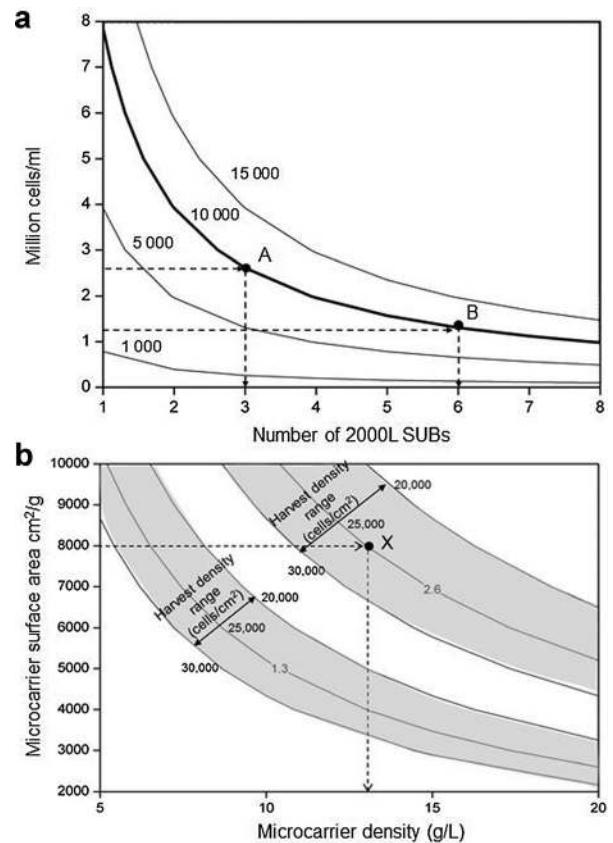 a
8
7
6
5
4
3
2
1
0
Million cells/ml
15 000
10 000
5 000
1 000
A
B
1 2 3 4 5 6 7 8
Number of 2000L SUBs
b
10000
9000
8000
7000
6000
5000
4000
3000
2000
Microcarrier surface area cm²/g
Harvest density
range
(cells/cm²)
20,000
25,000
30,000
X
2.6
Harvest density
range
(cells/cm²)
20,000
25,000
30,000
1.3
5 10 15 20
Microcarrier density (g/L)